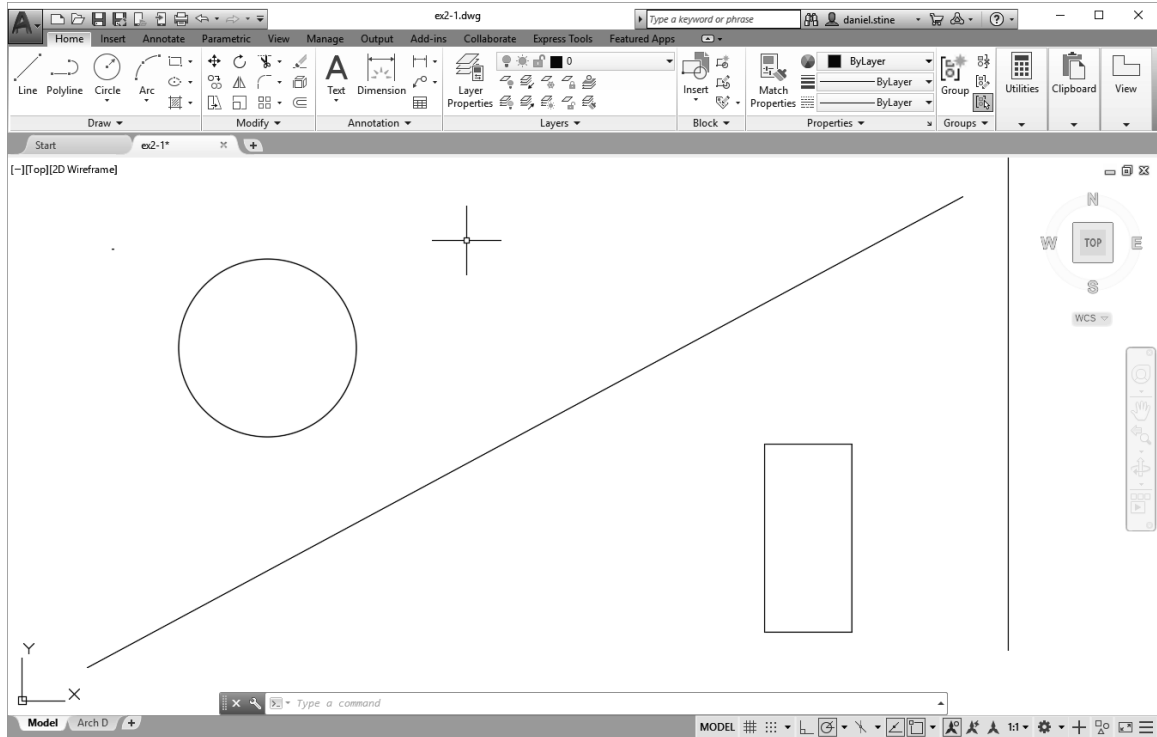 A ex2-1.dwg Type a keyword or phrase daniel.stine ?
Home Insert Annotate Parametric View Manage Output Add-ins Collaborate Express Tools Featured Apps
Line Polyline Circle Arc
Draw
Modify
A Text Dimension
Annotation
Layer Properties
0
Layers
Insert
Block
Match Properties
ByLayer
ByLayer
ByLayer
Properties
Group
Groups
Utilities
Clipboard
View
Start ex2-1*
[−][Top][2D Wireframe]
N
W TOP E
S
WCS
Y
X
Type a command
Model Arch D MODEL 1:1